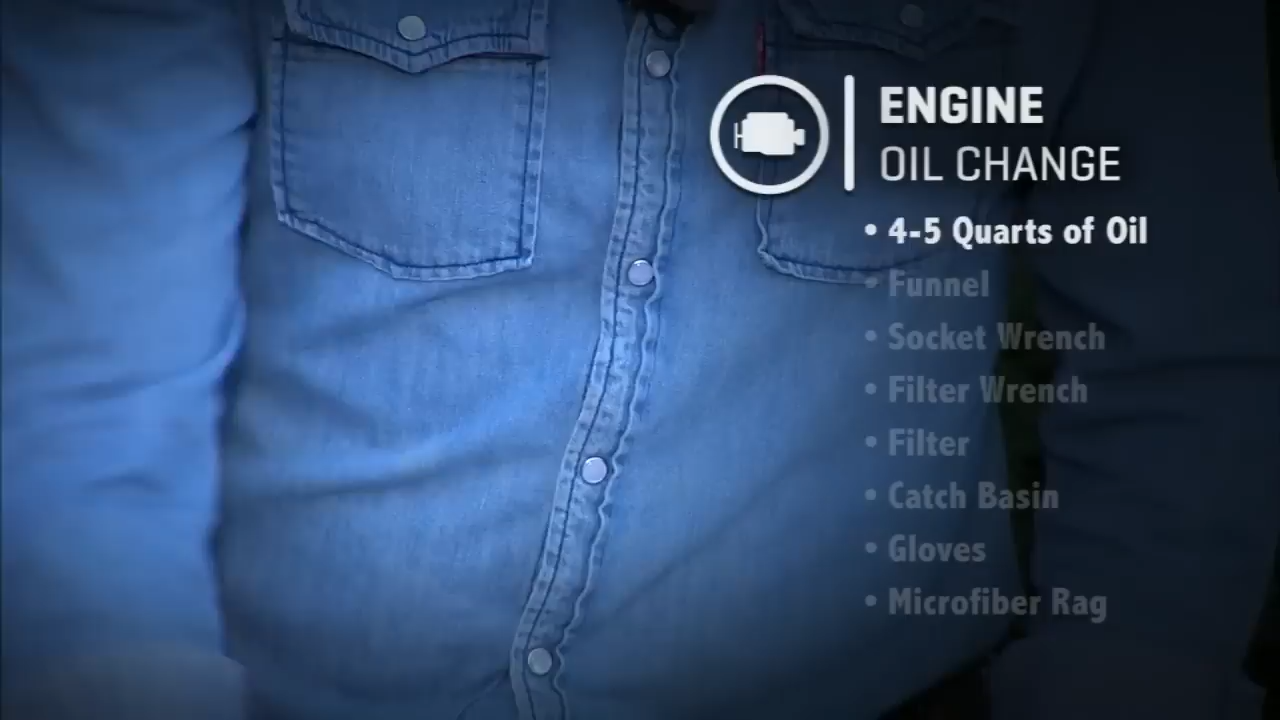 ENGINE
OIL CHANGE
• 4-5 Quarts of Oil
• Funnel
• Socket Wrench
• Filter Wrench
• Filter
• Catch Basin
• Gloves
• Microfiber Rag